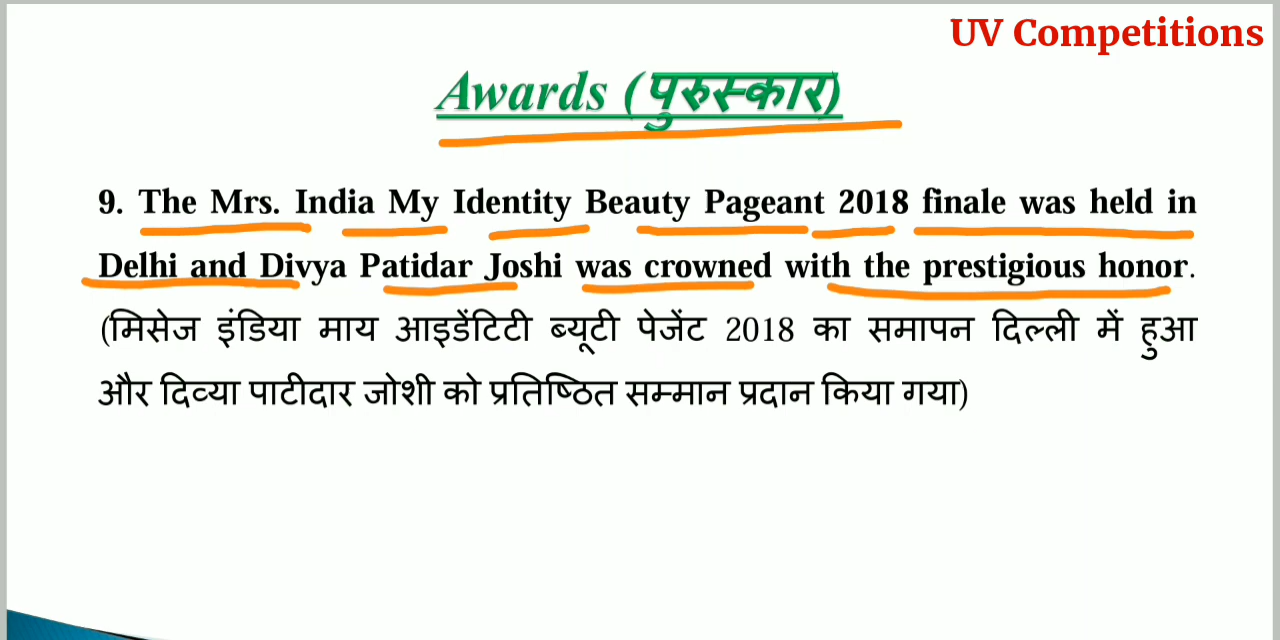 UV Competitions
Awards (पुरुस्कार)
9. The Mrs. India My Identity Beauty Pageant 2018 finale was held in
Delhi and Divya Patidar Joshi was crowned with the prestigious honor.
(मिसेज इंडिया माय आइडेंटिटी ब्यूटी पेजेंट 2018 का समापन दिल्ली में हुआ
और दिव्या पाटीदार जोशी को प्रतिष्ठित सम्मान प्रदान किया गया)